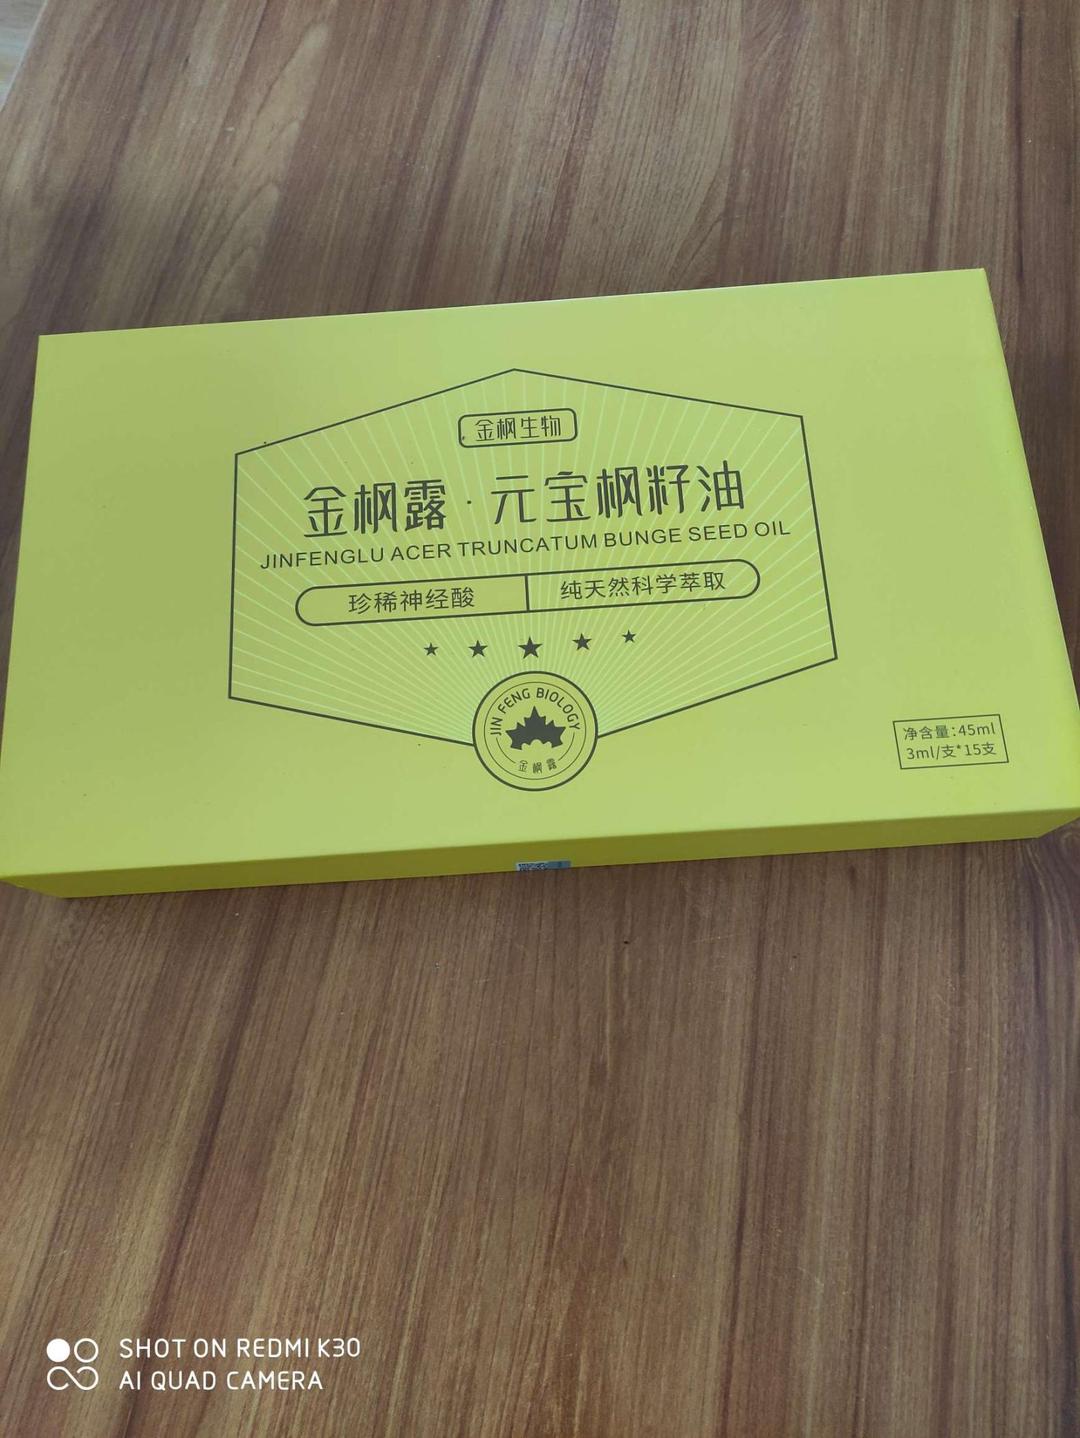 金枫生物
金枫露·元宝枫籽油
JINFENGLU ACER TRUNCATUM BUNGE SEED OIL
珍稀神经酸
纯天然科学萃取
JIN FENG BIOLOGY
金枫露
净含量:45ml
3ml/支*15支
SHOT ON REDMI K30
AI QUAD CAMERA